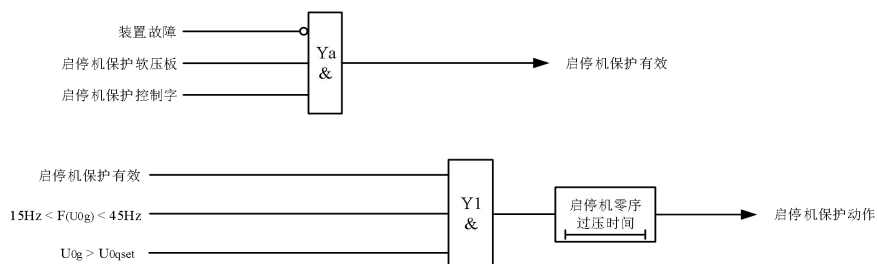 装置故障
启停机保护软压板
启停机保护控制字
Ya
&
启停机保护有效
启停机保护有效
15Hz < F(U0g) < 45Hz
U0g > U0qset
Y1
&
启停机零序
过压时间
启停机保护动作